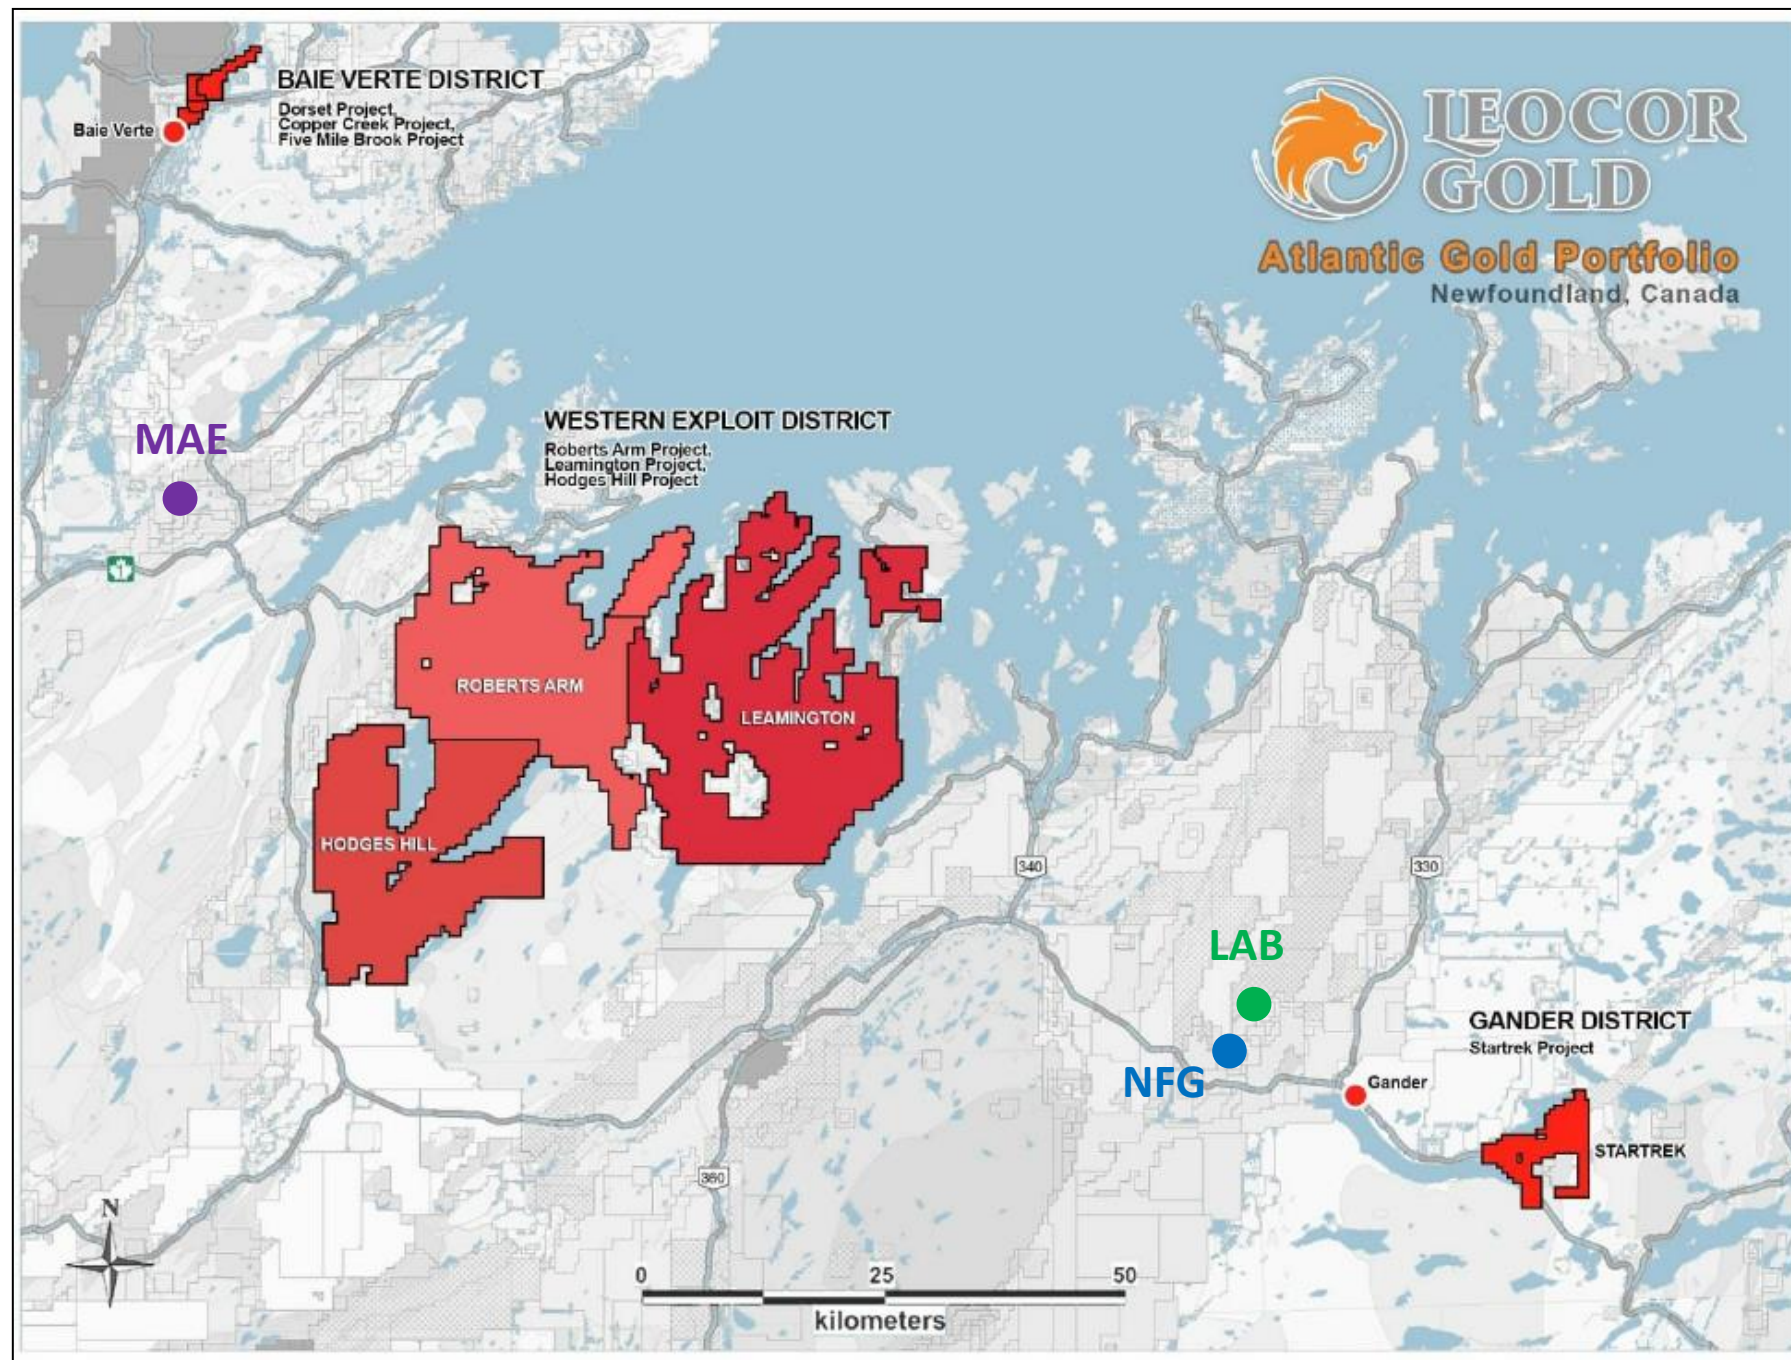 BAIE VERTE DISTRICT
Dorset Project,
Copper Creek Project,
Five Mile Brook Project
Baie Verte
LEOCOR
GOLD
Atlantic Gold Portfolio
Newfoundland, Canada
MAE
WESTERN EXPLOIT DISTRICT
Roberts Arm Project,
Leamington Project,
Hodges Hill Project
1
ROBERTS ARM
LEAMINGTON
HODGES HILL
340
330
LAB
GANDER DISTRICT
Startrek Project
NFG
Gander
STARTREK
360
N
0 25 50
kilometers